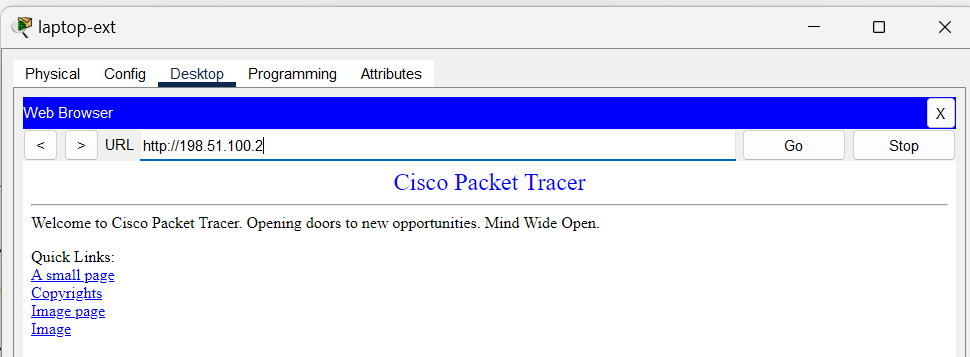 laptop-ext
Physical Config Desktop Programming Attributes
Web Browser X
< > URL http://198.51.100.2 Go Stop
Cisco Packet Tracer
Welcome to Cisco Packet Tracer. Opening doors to new opportunities. Mind Wide Open.
Quick Links:
A small page
Copyrights
Image page
Image